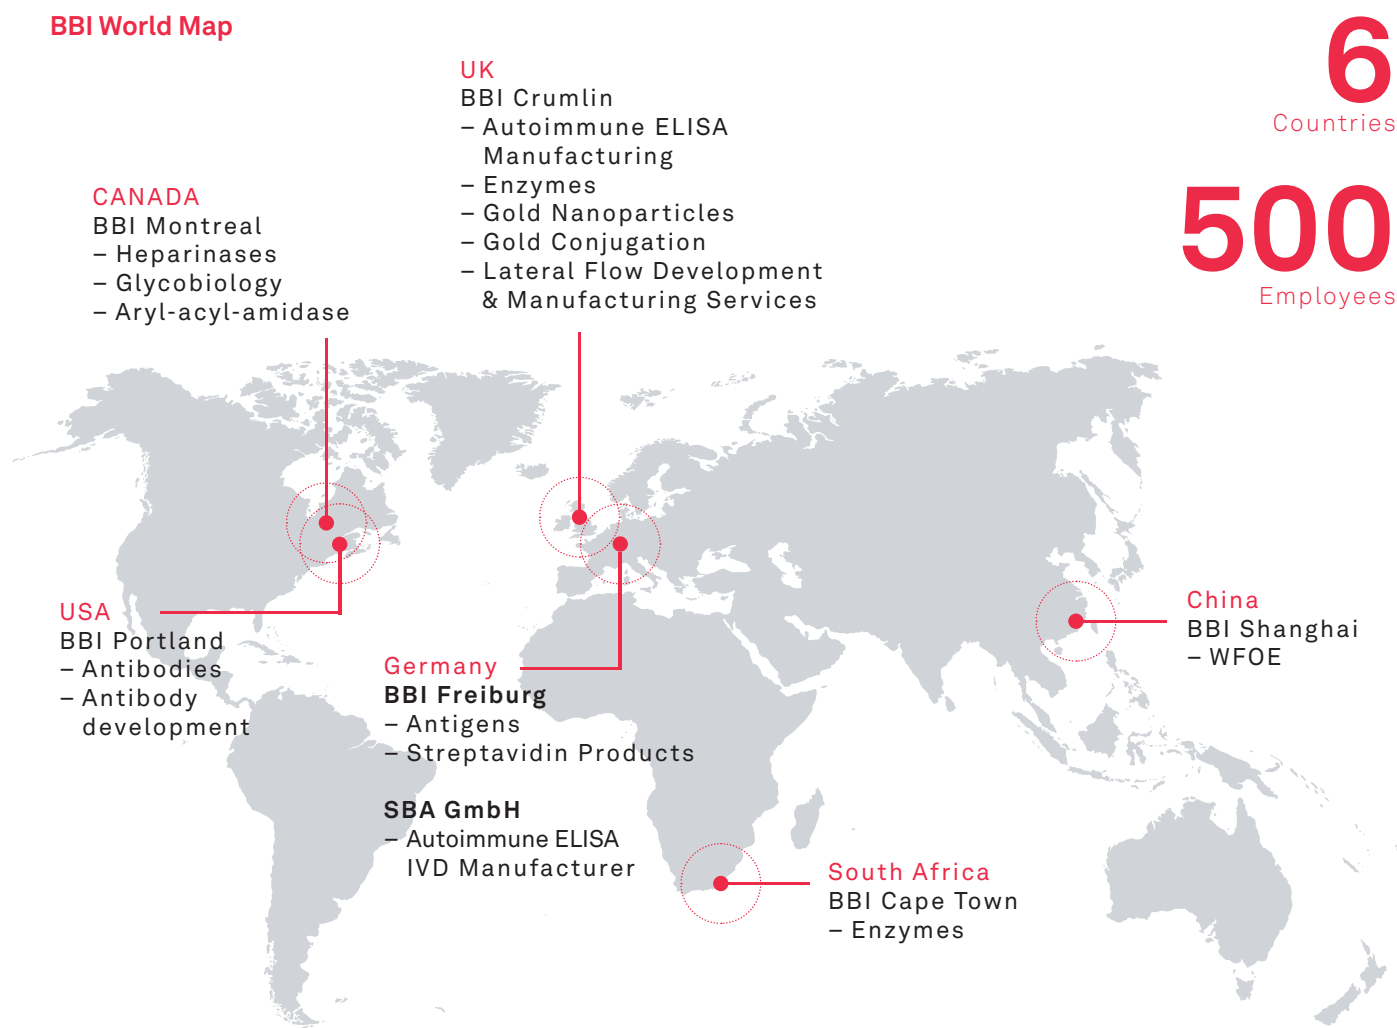 BBI World Map
6
Countries
500
Employees
UK
BBI Crumlin
– Autoimmune ELISA
Manufacturing
– Enzymes
– Gold Nanoparticles
– Gold Conjugation
– Lateral Flow Development
& Manufacturing Services
CANADA
BBI Montreal
– Heparinases
– Glycobiology
– Aryl-acyl-amidase
USA
BBI Portland
– Antibodies
– Antibody
development
Germany
BBI Freiburg
– Antigens
– Streptavidin Products
SBA GmbH
– Autoimmune ELISA
IVD Manufacturer
China
BBI Shanghai
– WFOE
South Africa
BBI Cape Town
– Enzymes